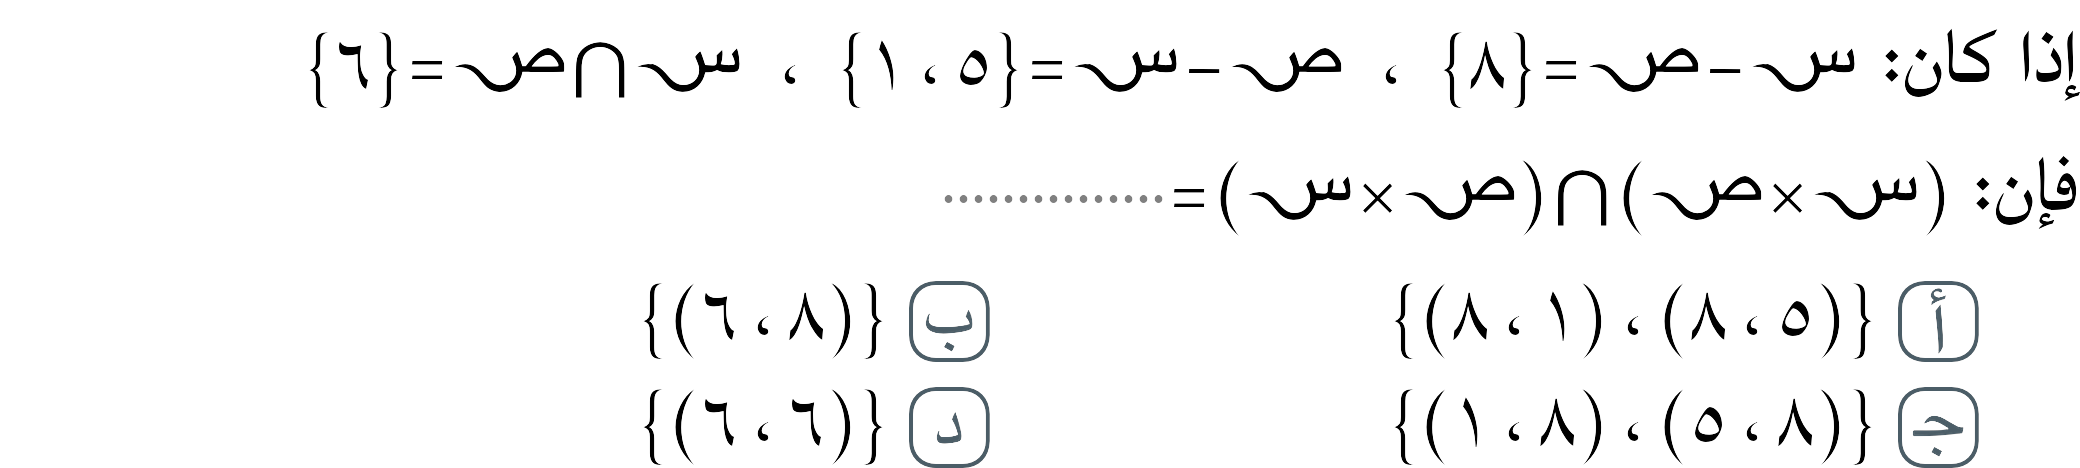 إذا كان: س − ص = {٨} ، ص − س = {٥ ، ١} ، س ∩ ص = {٦}
فإن: (س × ص) ∩ (ص × س) = ..............
أ {(٥ ، ٨) ، (١ ، ٨)} ب {(٨ ، ٦)}
ج {(٨ ، ٥) ، (٨ ، ١)} د {(٦ ، ٦)}